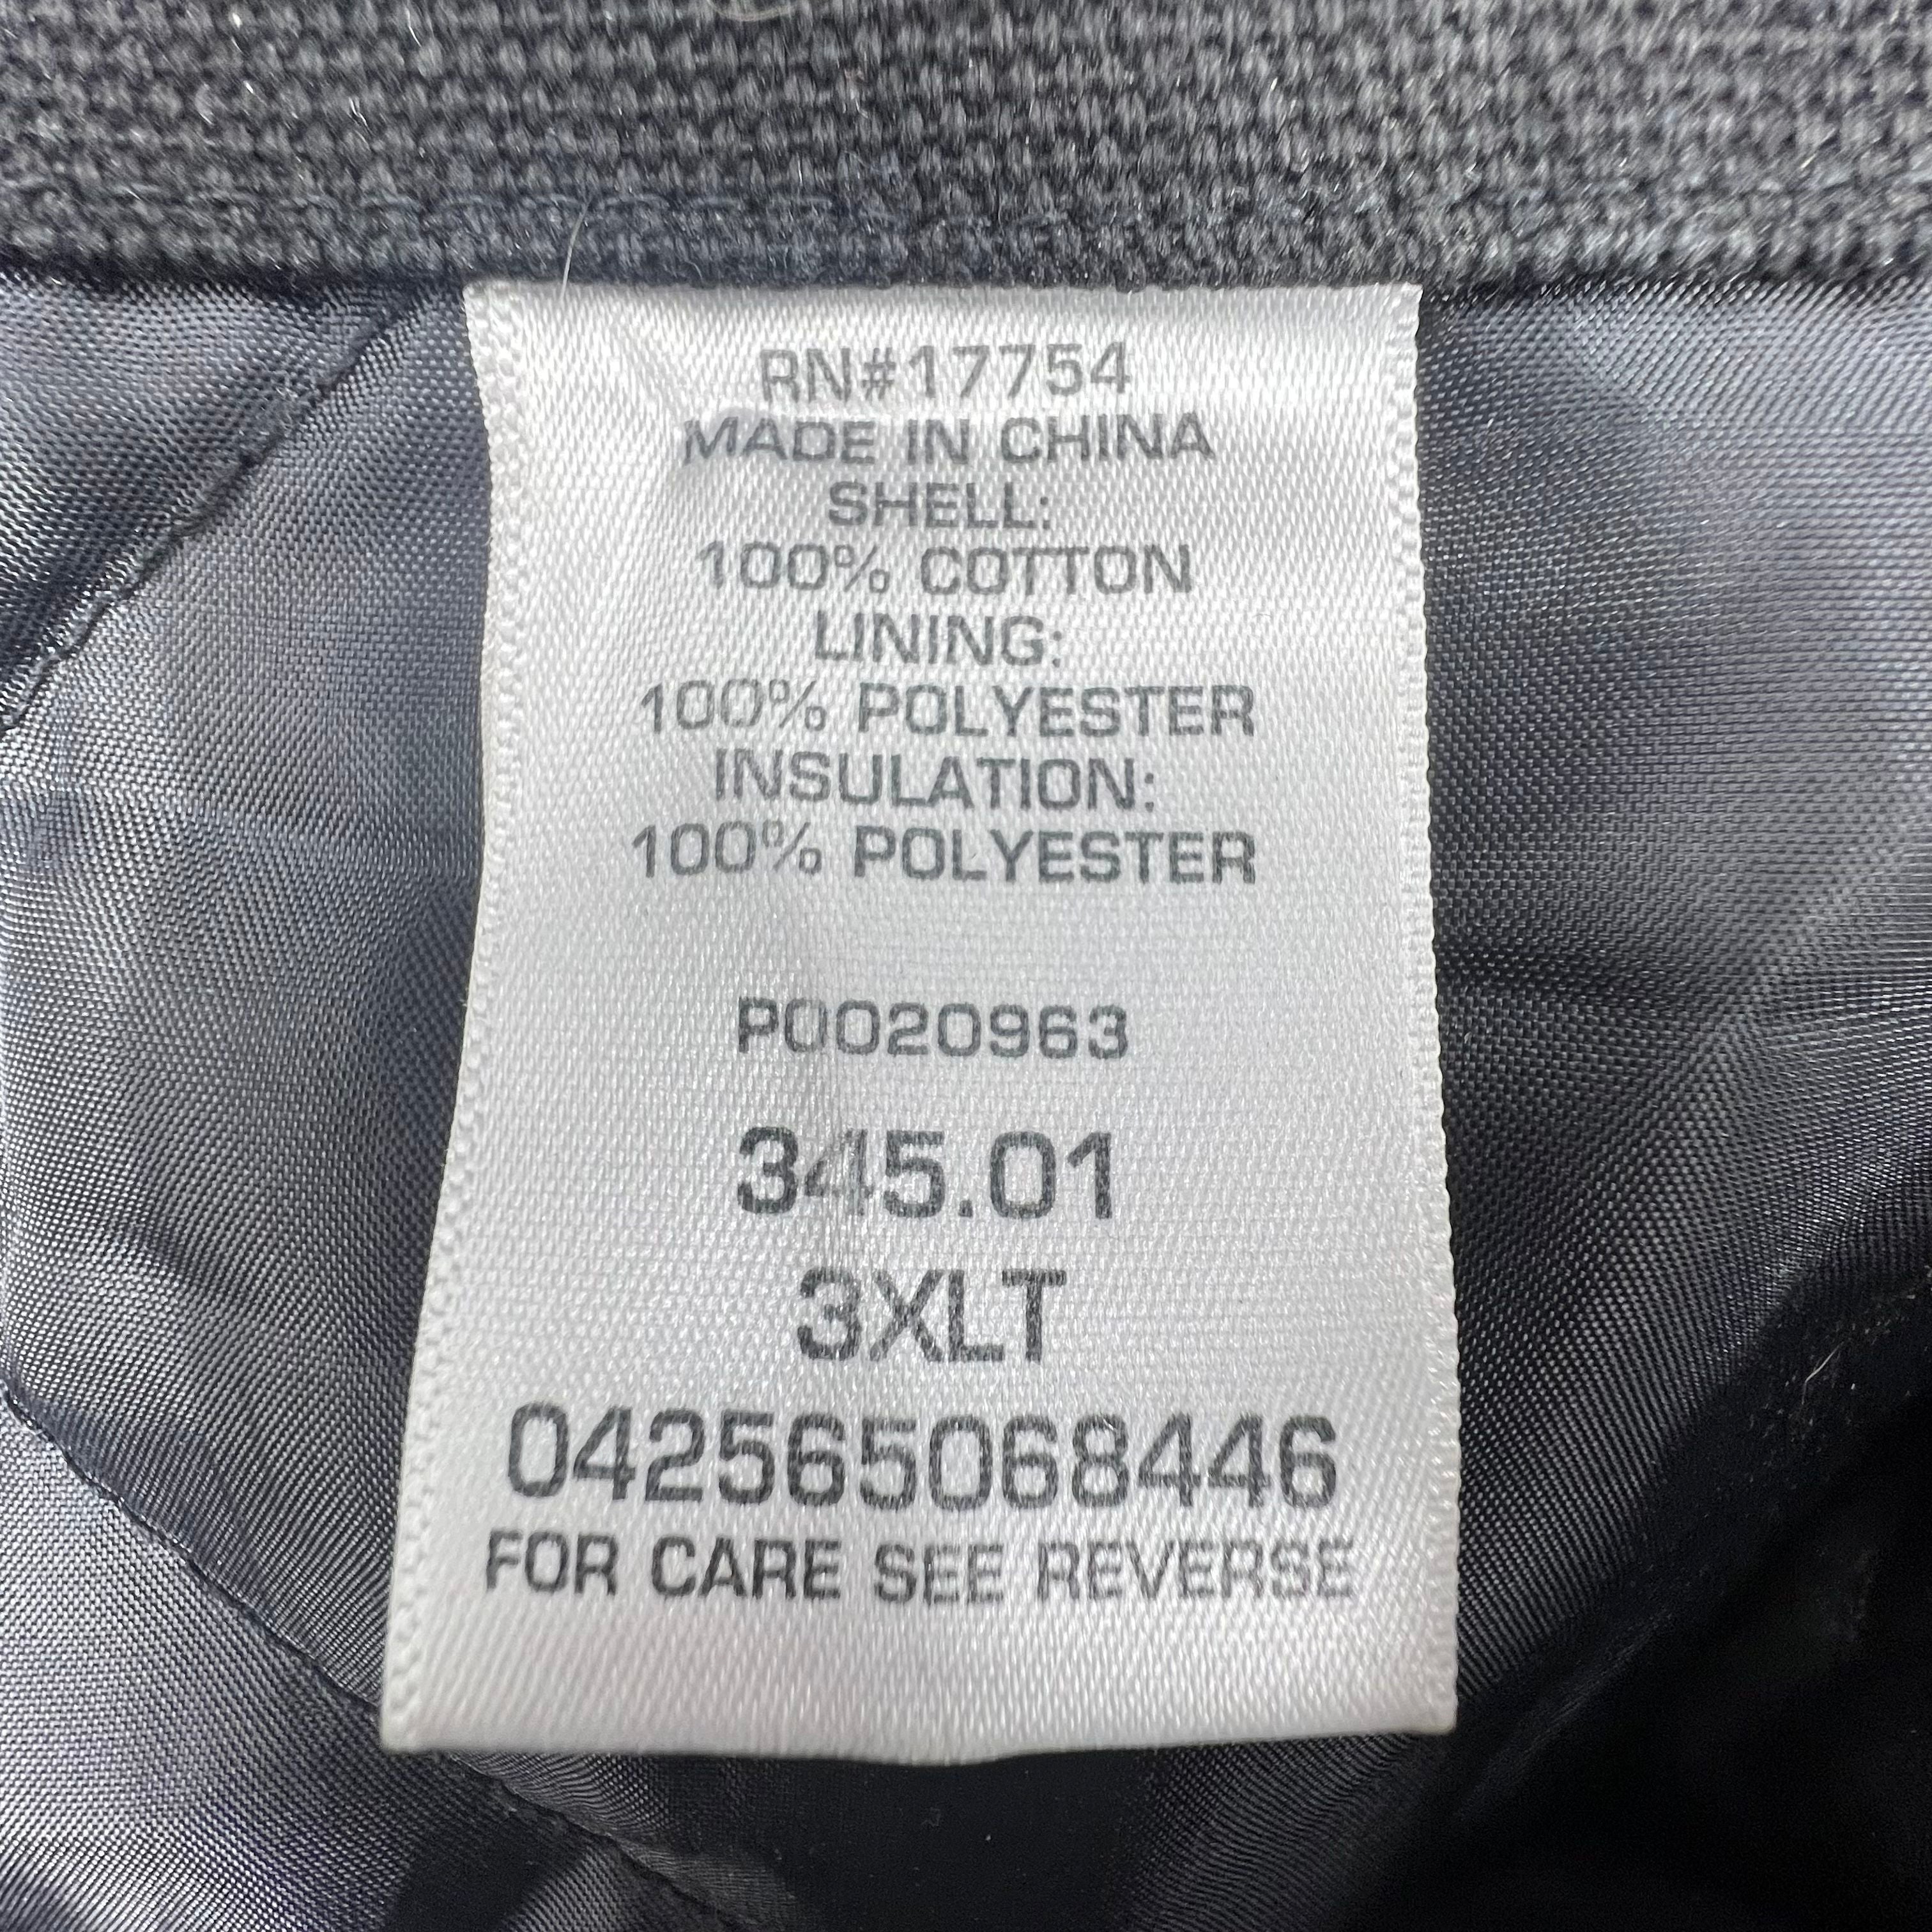 RN#17754
MADE IN CHINA
SHELL:
100% COTTON
LINING:
100% POLYESTER
INSULATION:
100% POLYESTER
P0020963
345.01
3XLT
042565068446
FOR CARE SEE REVERSE